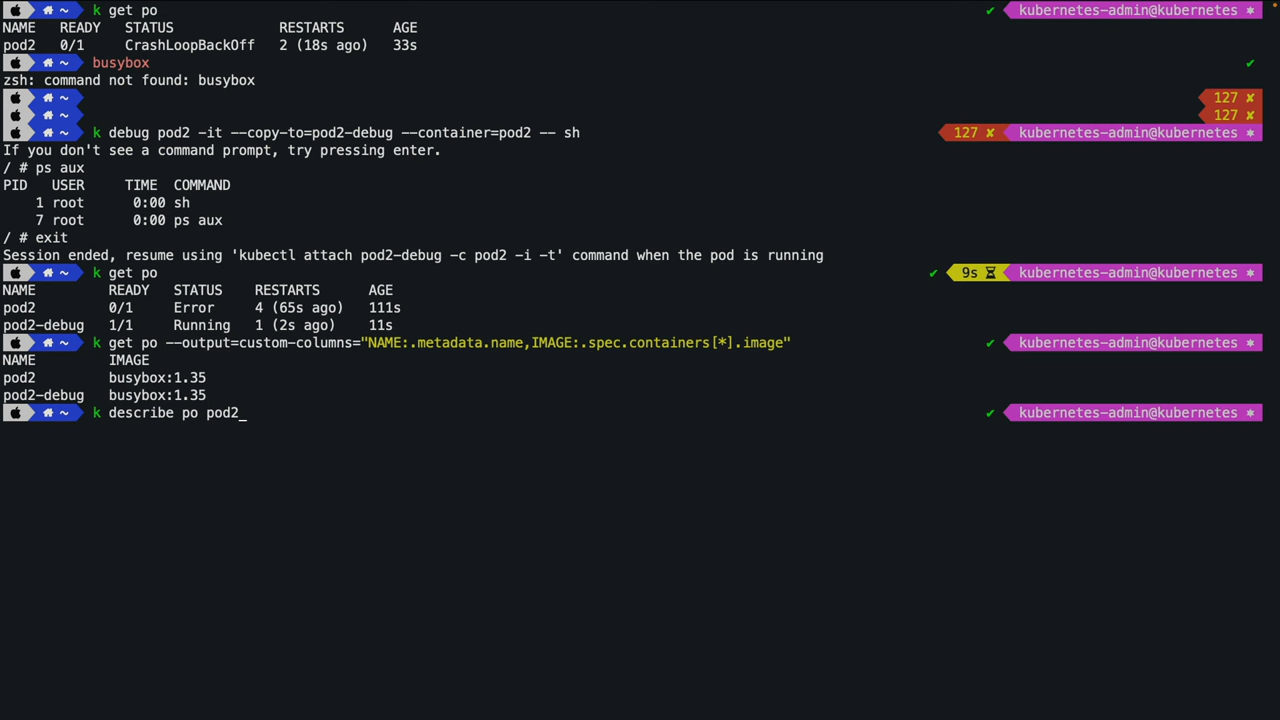 ~ k get po ✔ kubernetes-admin@kubernetes
NAME READY STATUS RESTARTS AGE
pod2 0/1 CrashLoopBackOff 2 (18s ago) 33s
~ busybox ✔
zsh: command not found: busybox
~ 127 ✘
~ 127 ✘
~ k debug pod2 -it --copy-to=pod2-debug --container=pod2 -- sh 127 ✘ kubernetes-admin@kubernetes
If you don't see a command prompt, try pressing enter.
/ # ps aux
PID USER TIME COMMAND
1 root 0:00 sh
7 root 0:00 ps aux
/ # exit
Session ended, resume using 'kubectl attach pod2-debug -c pod2 -i -t' command when the pod is running
~ k get po ✔ 9s kubernetes-admin@kubernetes
NAME READY STATUS RESTARTS AGE
pod2 0/1 Error 4 (65s ago) 111s
pod2-debug 1/1 Running 1 (2s ago) 11s
~ k get po --output=custom-columns="NAME:.metadata.name,IMAGE:.spec.containers[*].image" ✔ kubernetes-admin@kubernetes
NAME IMAGE
pod2 busybox:1.35
pod2-debug busybox:1.35
~ k describe po pod2_ ✔ kubernetes-admin@kubernetes